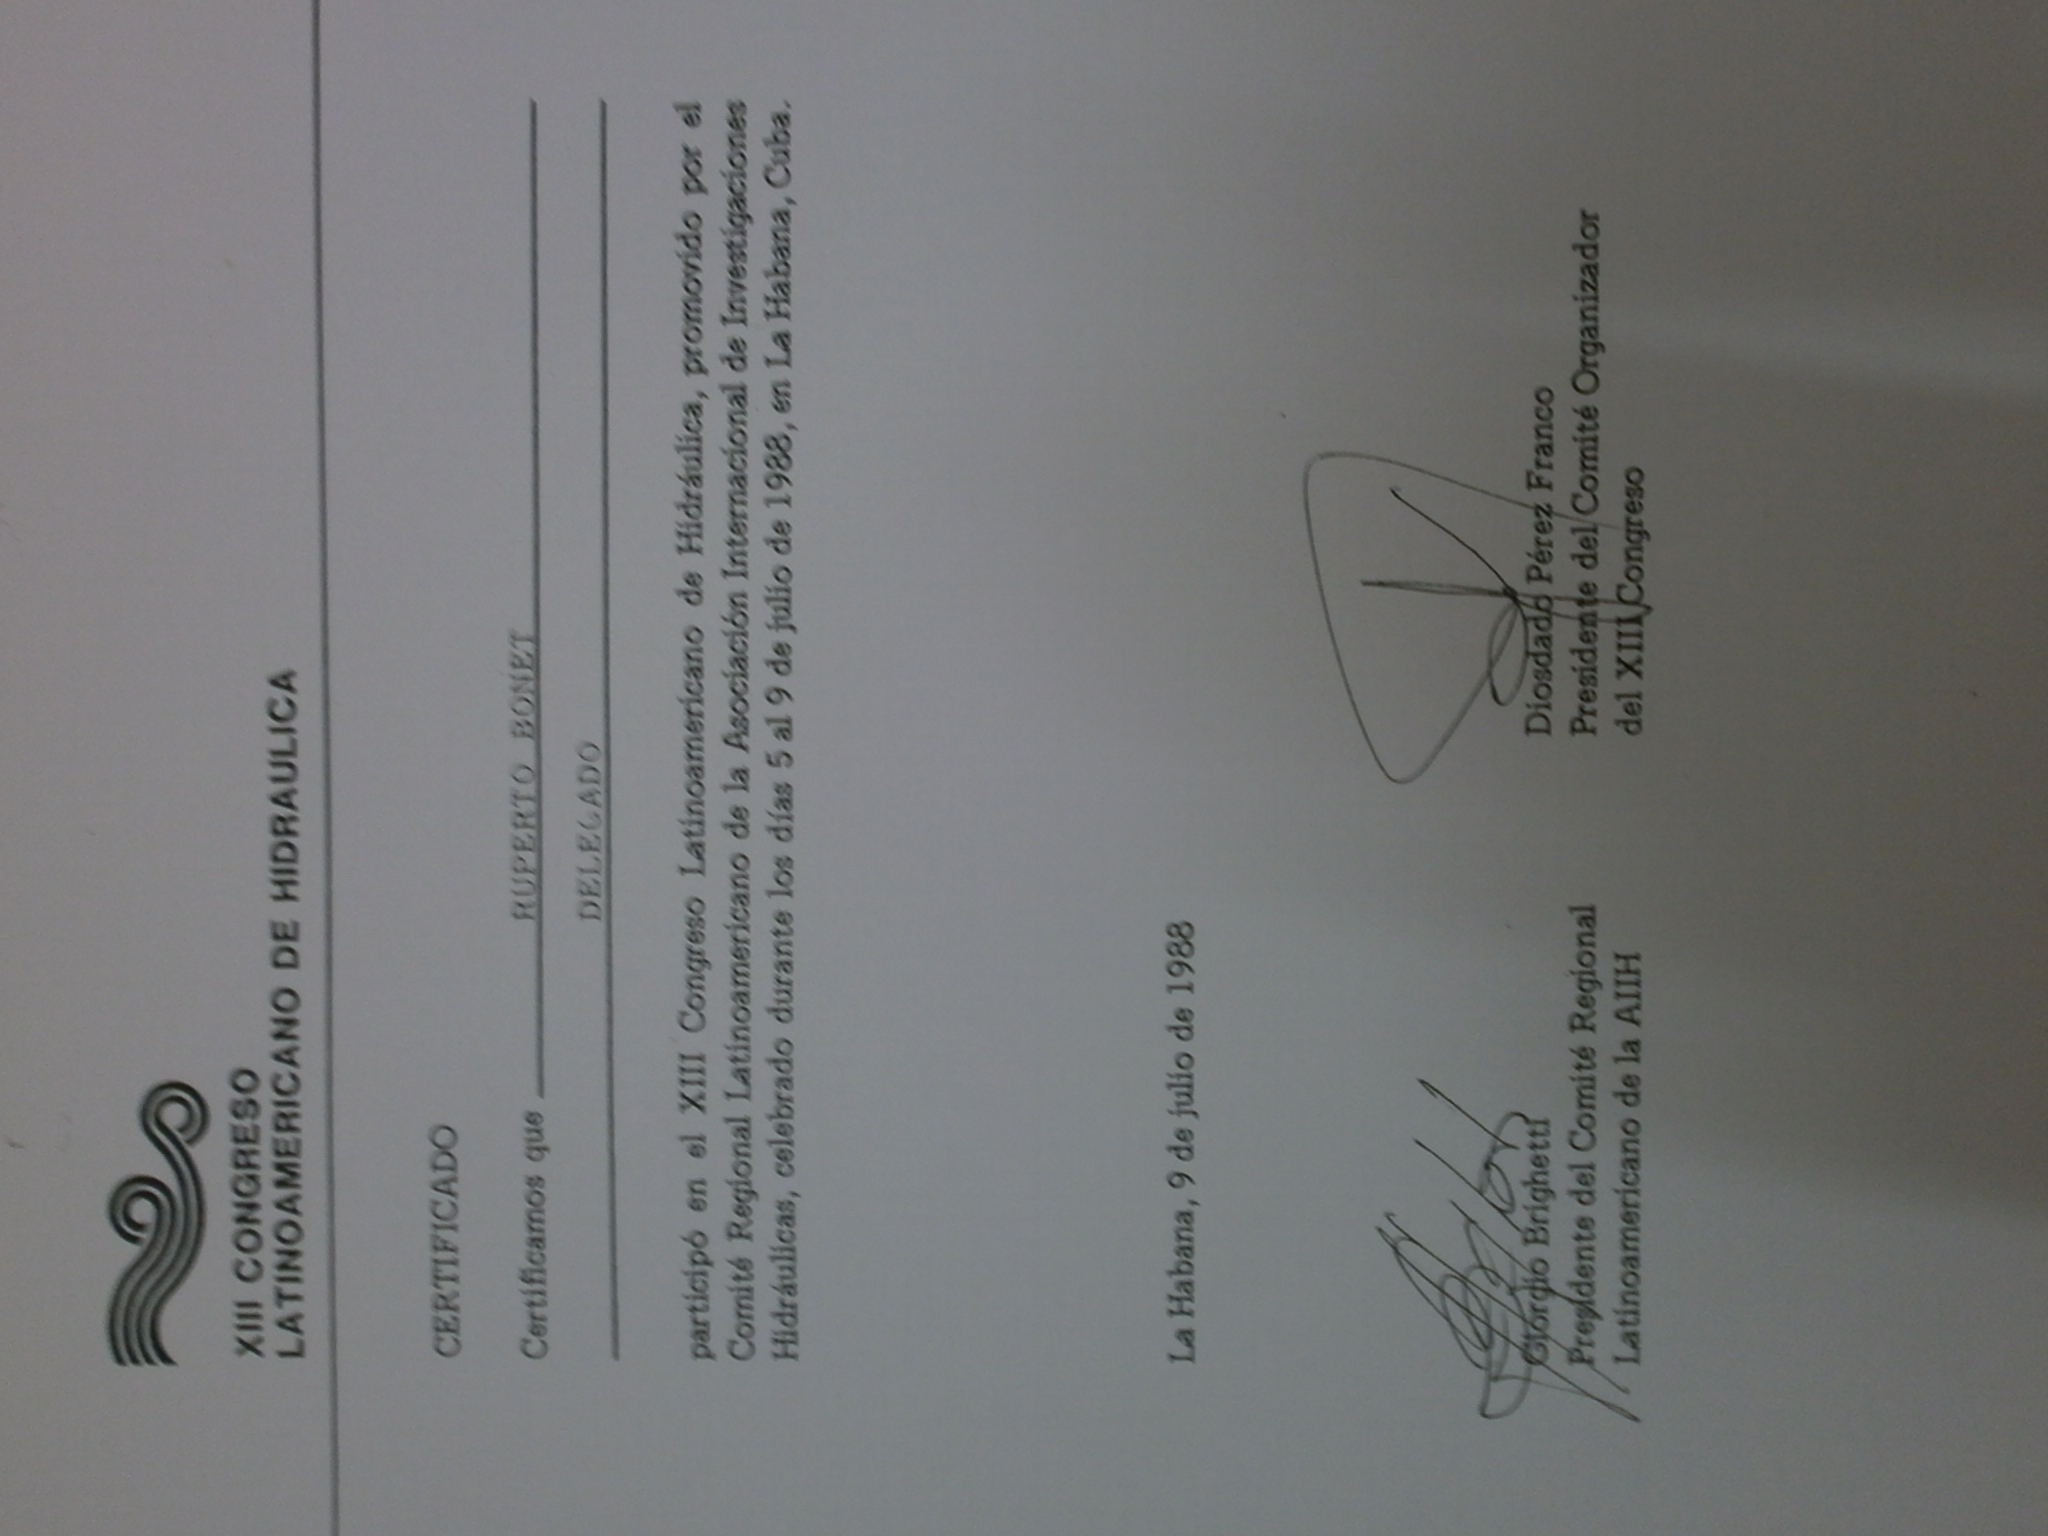 XIII CONGRESO
LATINOAMERICANO DE HIDRAULICA
CERTIFICADO
Certificamos que RUPERTO BONET
DELEGADO
participó en el XIII Congreso Latinoamericano de Hidráulica, promovido por el
Comité Regional Latinoamericano de la Asociación Internacional de Investigaciones
Hidráulicas, celebrado durante los días 5 al 9 de julio de 1988, en La Habana, Cuba.
La Habana, 9 de julio de 1988
Giorgio Brighetti
Presidente del Comité Regional
Latinoamericano de la AIIH
Diosdado Pérez Franco
Presidente del Comité Organizador
del XIII Congreso